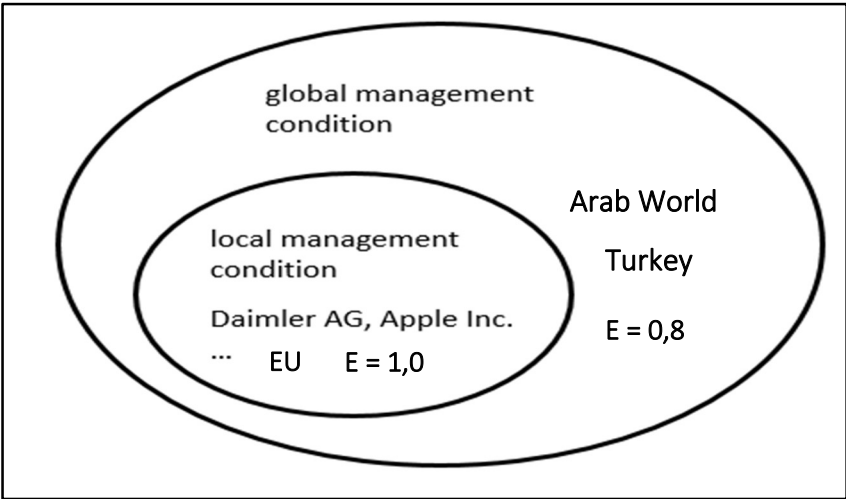 global management
condition
Arab World
Turkey
E = 0,8
local management
condition
Daimler AG, Apple Inc.
... EU E = 1,0